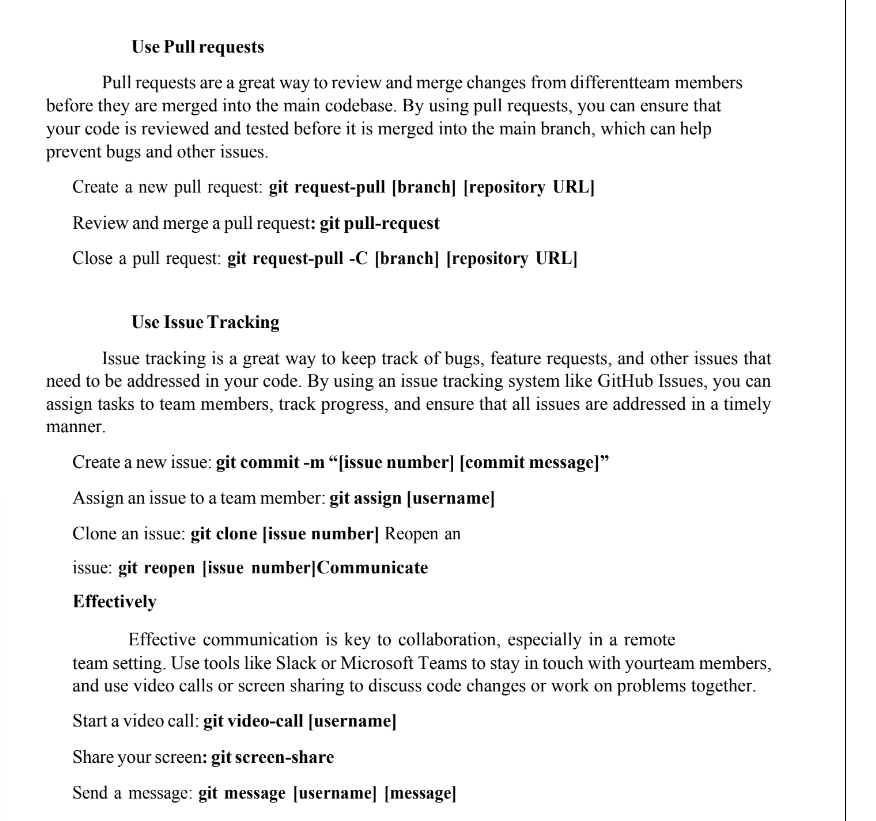 Use Pull requests
Pull requests are a great way to review and merge changes from differentteam members
before they are merged into the main codebase. By using pull requests, you can ensure that
your code is reviewed and tested before it is merged into the main branch, which can help
prevent bugs and other issues.
Create a new pull request: git request-pull [branch] [repository URL]
Review and merge a pull request: git pull-request
Close a pull request: git request-pull -C [branch] [repository URL]
Use Issue Tracking
Issue tracking is a great way to keep track of bugs, feature requests, and other issues that
need to be addressed in your code. By using an issue tracking system like GitHub Issues, you can
assign tasks to team members, track progress, and ensure that all issues are addressed in a timely
manner.
Create a new issue: git commit -m “[issue number] [commit message]”
Assign an issue to a team member: git assign [username]
Clone an issue: git clone [issue number] Reopen an
issue: git reopen [issue number]Communicate
Effectively
Effective communication is key to collaboration, especially in a remote
team setting. Use tools like Slack or Microsoft Teams to stay in touch with yourteam members,
and use video calls or screen sharing to discuss code changes or work on problems together.
Start a video call: git video-call [username]
Share your screen: git screen-share
Send a message: git message [username] [message]